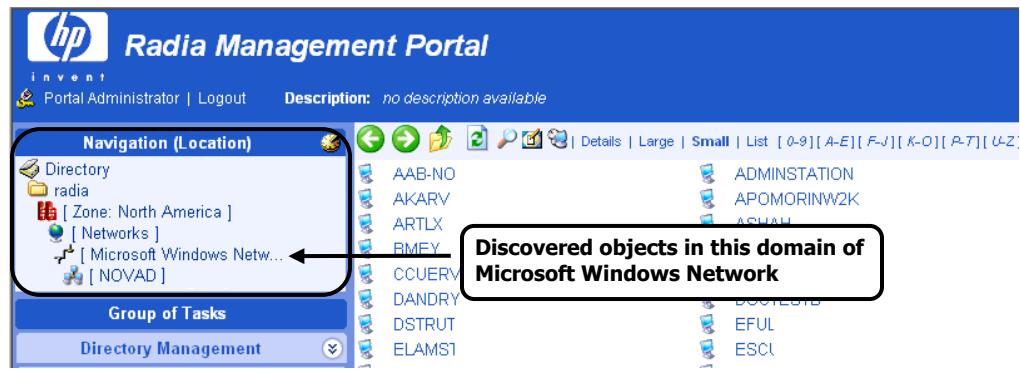 hp
invent
Radia Management Portal
Portal Administrator | Logout Description: no description available
Navigation (Location)
Directory
radia
[ Zone: North America ]
[ Networks ]
[ Microsoft Windows Netw...
[ NOVAD ]
Group of Tasks
Directory Management
| Details | Large | Small | List [ 0-9 ] [ A-E ] [ F-J ] [ K-O ] [ P-T ] [ U-Z ]
AAB-NO ADMINSTATION
AKARV APOMORINW2K
ARTLX ASHAH
BMEY
CCUERV
Discovered objects in this domain of
Microsoft Windows Network
DANDRY
DSTRUT EFUL
ELAMST ESCU